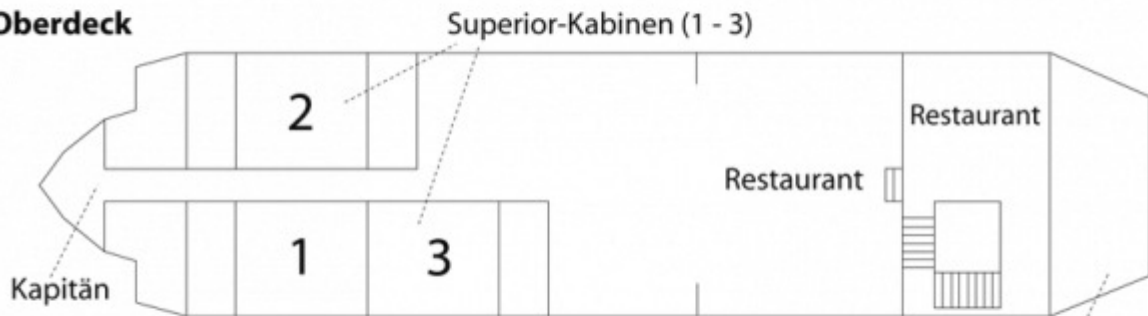 Oberdeck
Superior-Kabinen (1 - 3)
2
Restaurant
Restaurant
1
3
Kapitän